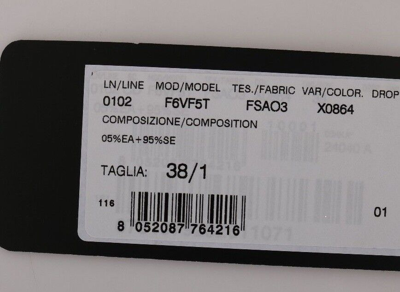 LN/LINE MOD/MODEL TES./FABRIC VAR/COLOR. DROP
0102 F6VF5T FSAO3 X0864
COMPOSIZIONE/COMPOSITION
05%EA+95%SE
TAGLIA: 38/1
116
01
8 052087 764216
1071